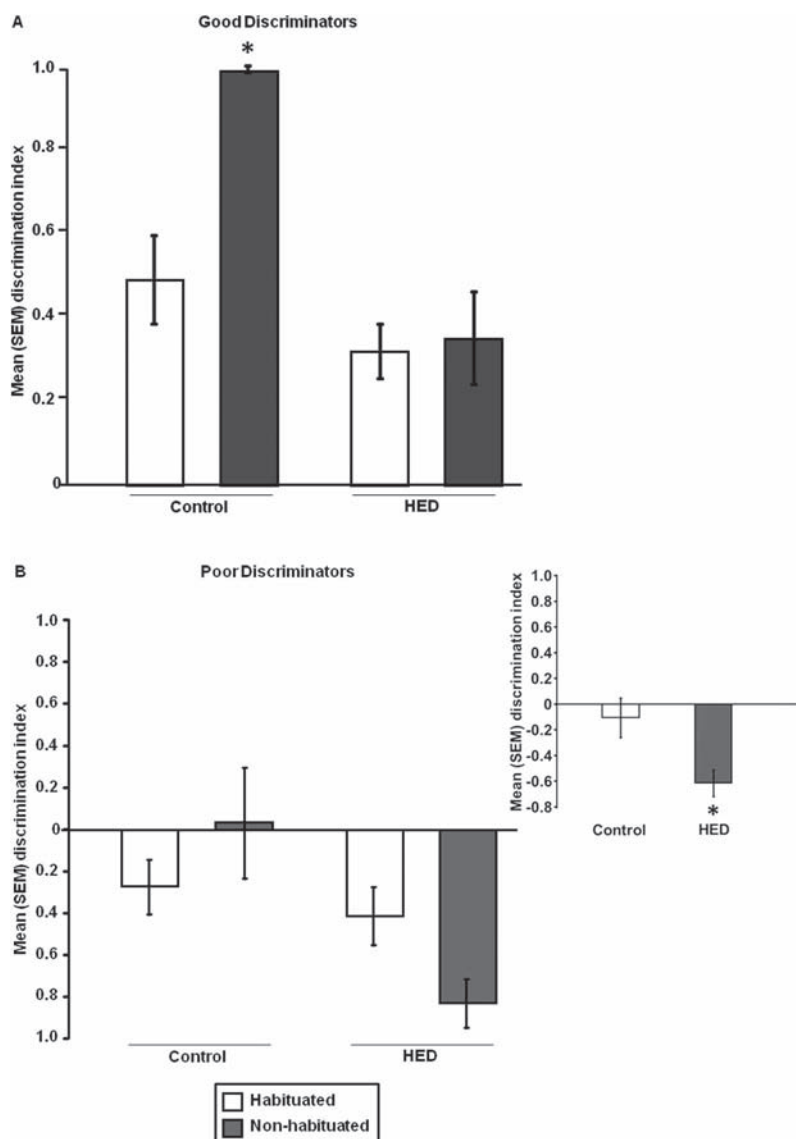 A
Good Discriminators
*
Mean (SEM) discrimination index
1.0
0.8
0.6
0.4
0.2
0
Control
HED
B
Poor Discriminators
Mean (SEM) discrimination index
1.0
0.8
0.6
0.4
0.2
0
0.2
0.4
0.6
0.8
1.0
Control
HED
Mean (SEM) discrimination index
1.0
0.8
0.6
0.4
0.2
0
-0.2
-0.4
-0.6
-0.8
*
Control
HED
Habituated
Non-habituated